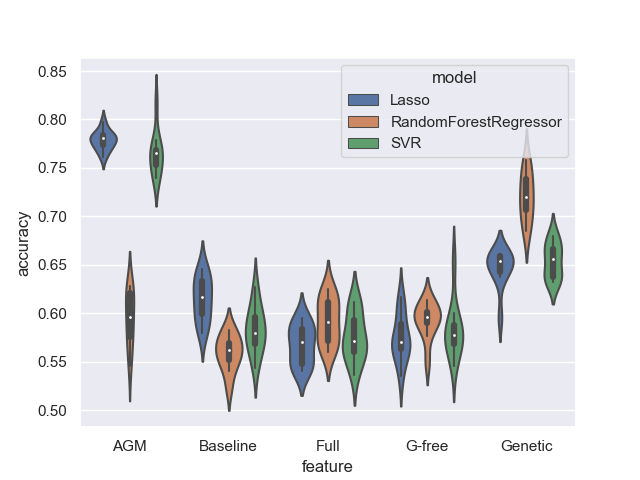 0.85
0.80
0.75
0.70
0.65
0.60
0.55
0.50
accuracy
model
Lasso
RandomForestRegressor
SVR
AGM
Baseline
Full
G-free
Genetic
feature